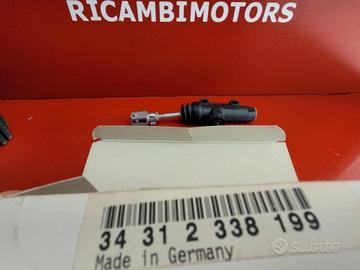 RICAMBIMOTORS
34 31 2 338 199
Made in Germany
subito